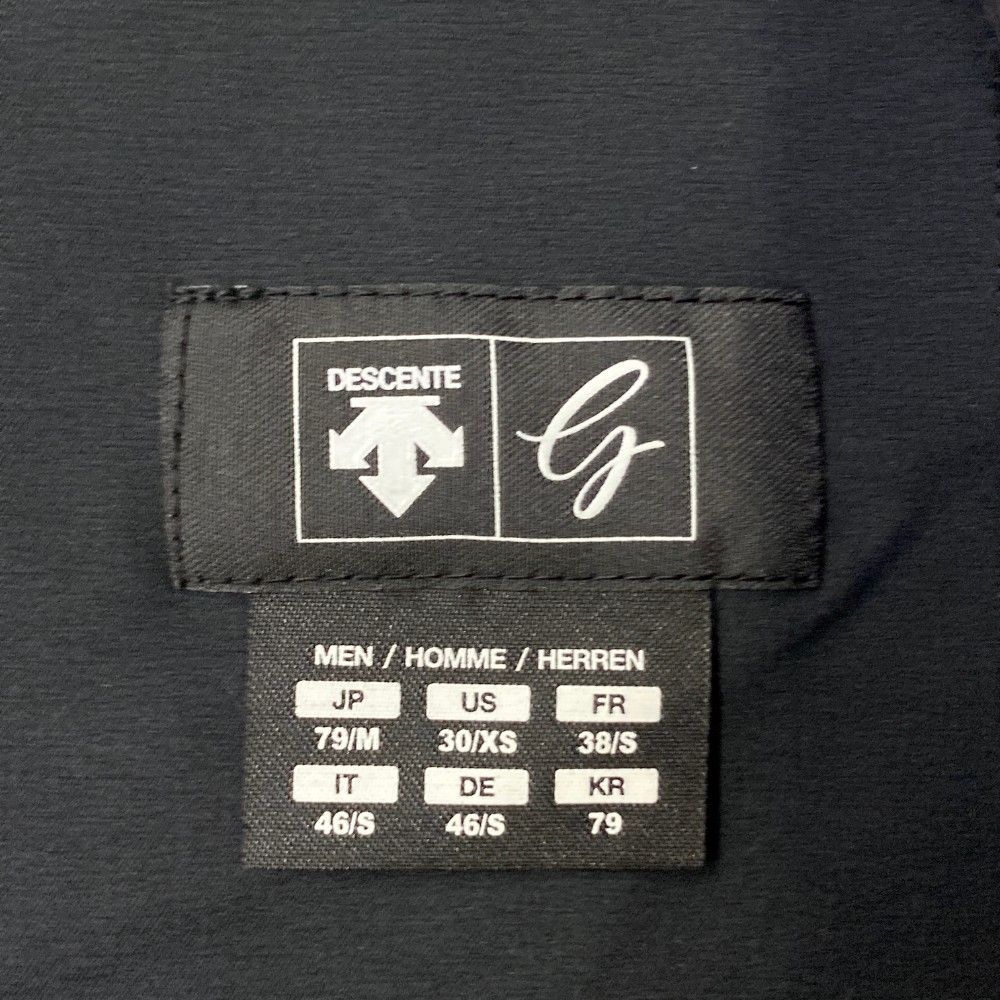 DESCENTE
G
MEN / HOMME / HERREN
JP US FR
79/M 30/XS 38/S
IT DE KR
46/S 46/S 79